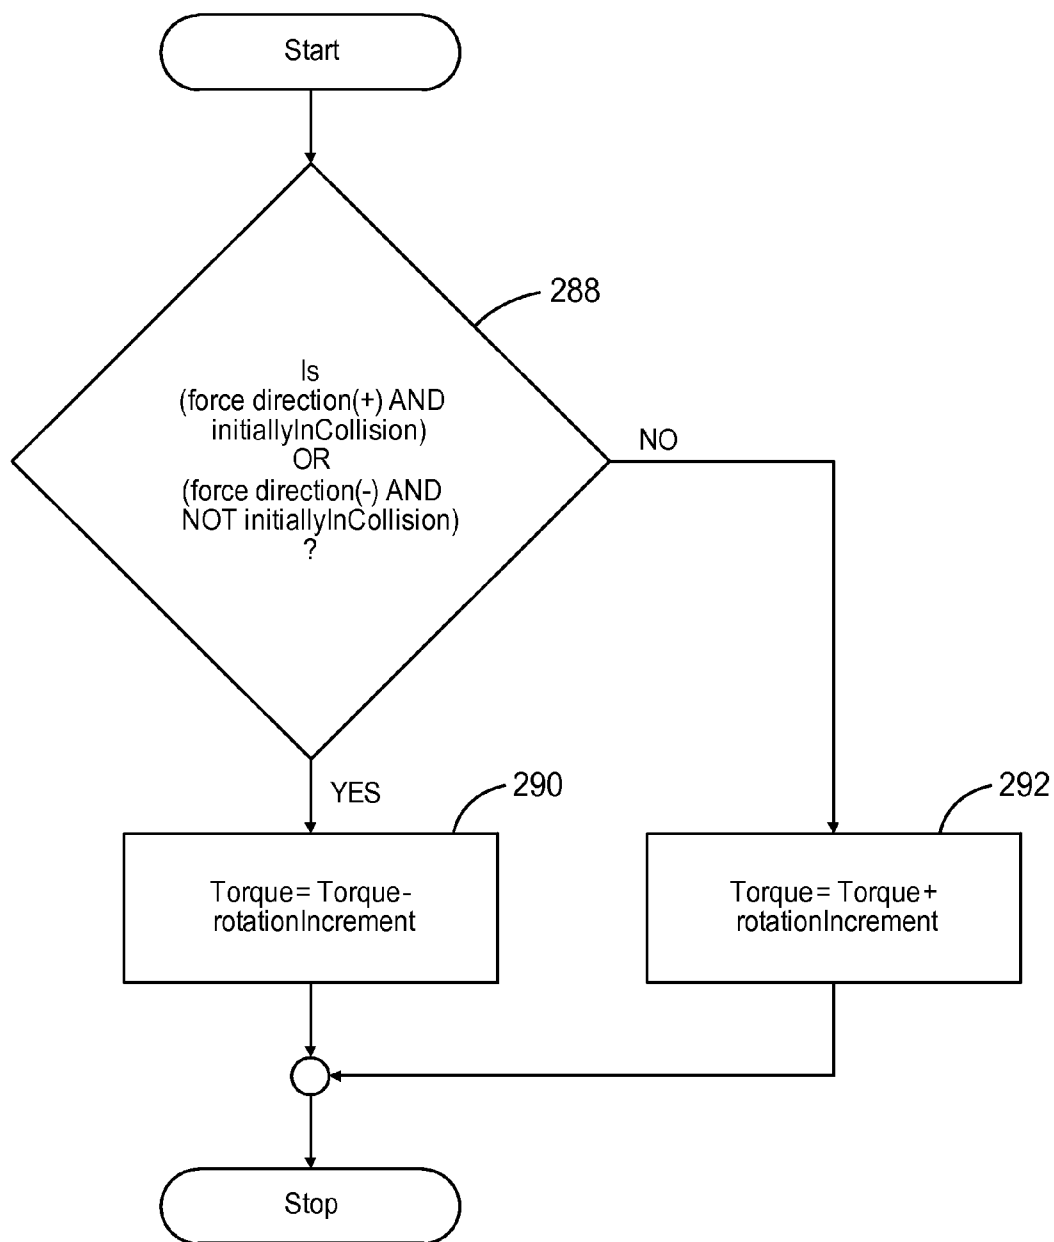 Start
288
Is
(force direction(+) AND
initiallyInCollision)
OR
(force direction(-) AND
NOT initiallyInCollision)
?
NO
YES
290
292
Torque= Torque-
rotationIncrement
Torque= Torque+
rotationIncrement
Stop